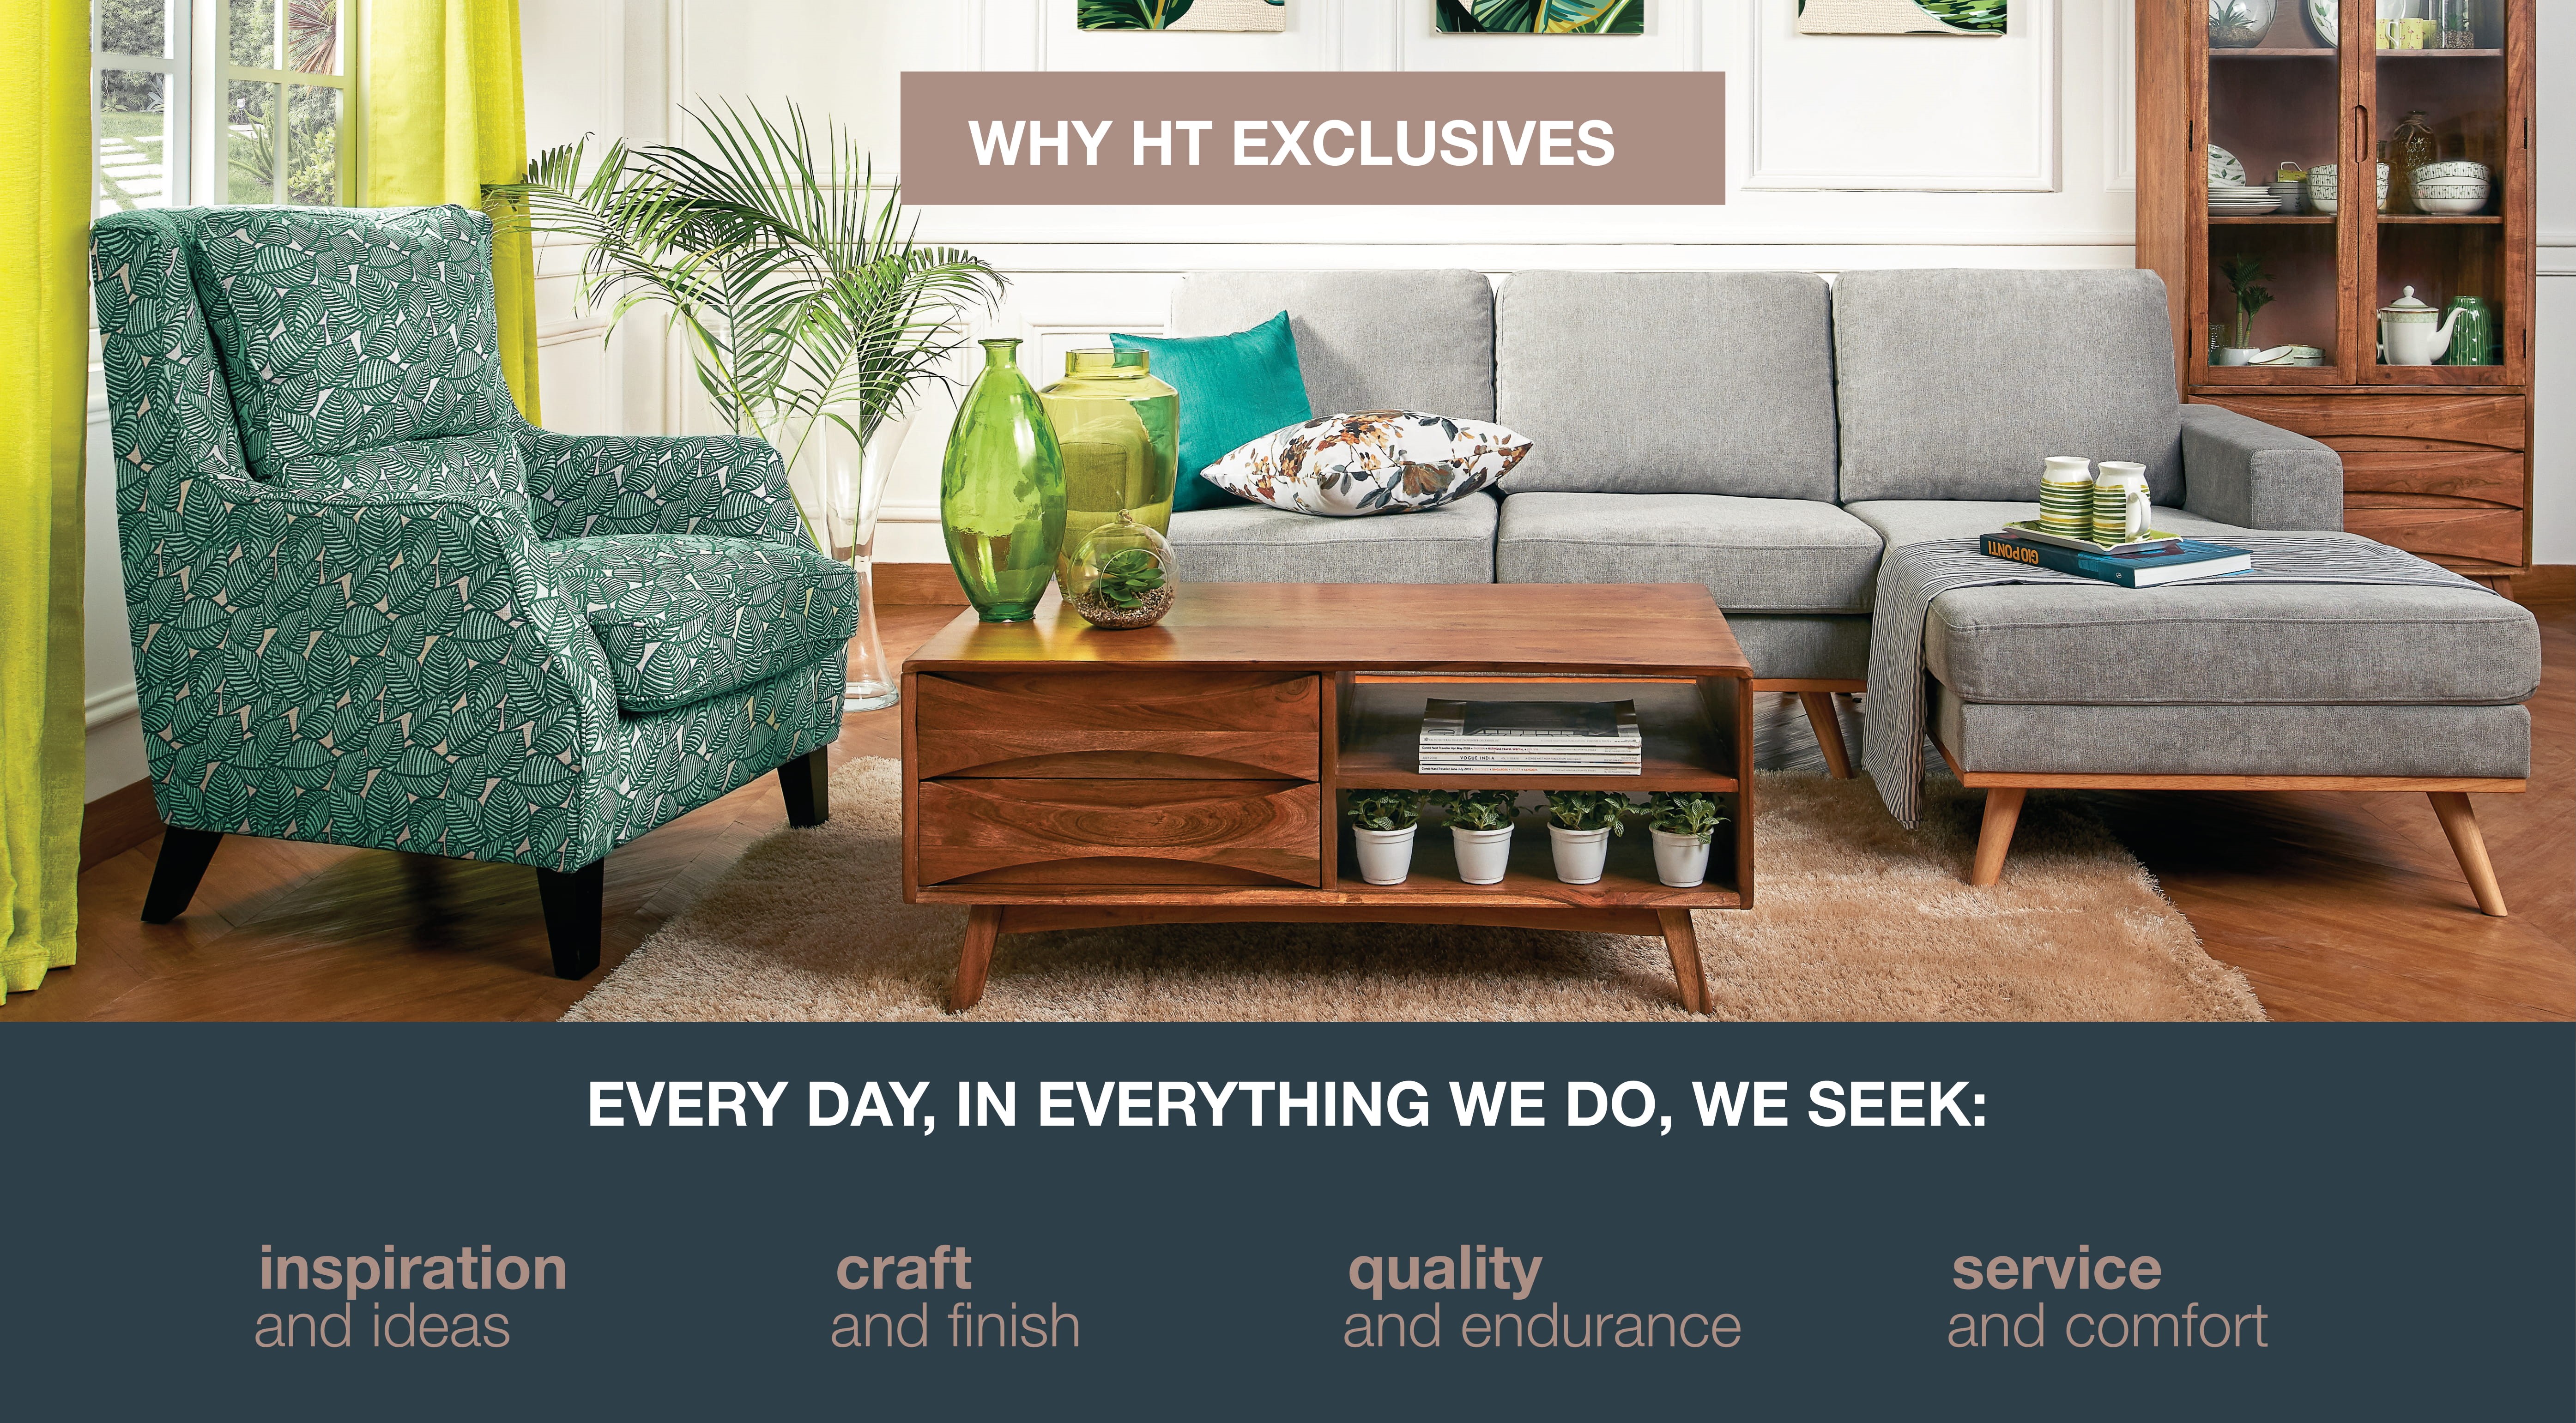 WHY HT EXCLUSIVES
GIO PONTI
VOGUE INDIA
EVERY DAY, IN EVERYTHING WE DO, WE SEEK:
inspiration
and ideas
craft
and finish
quality
and endurance
service
and comfort